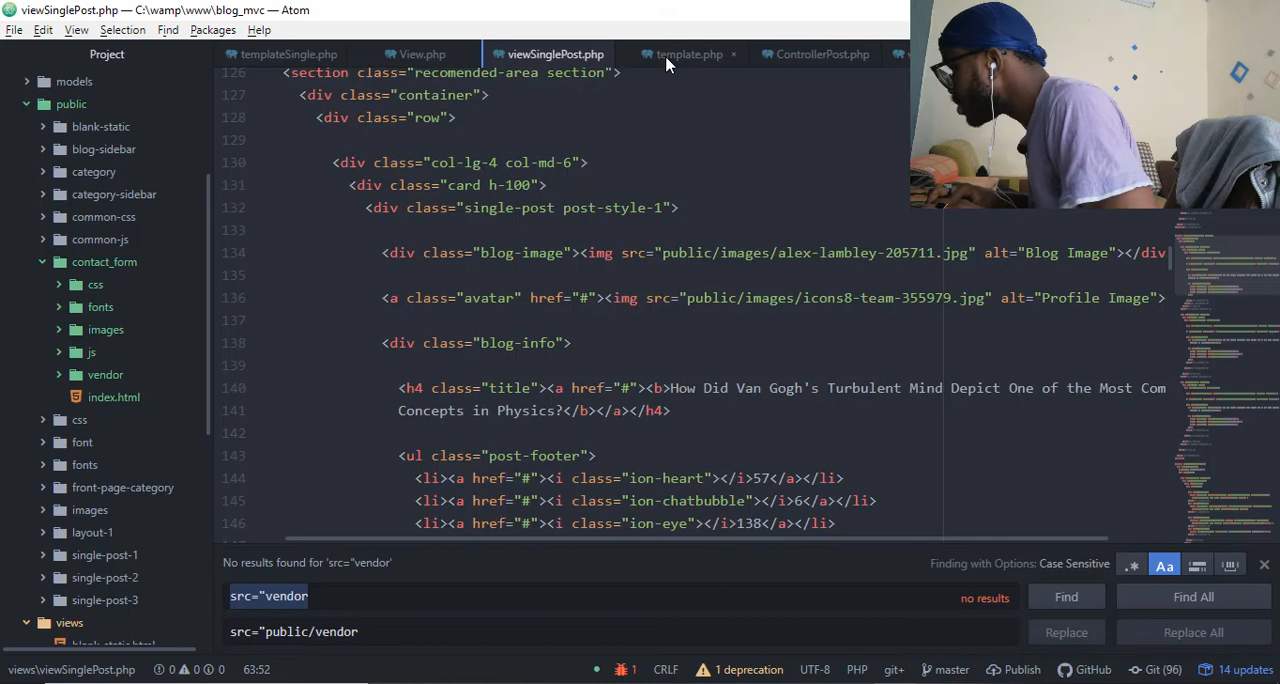 viewSinglePost.php — C:\wamp\www\blog_mvc — Atom
File Edit View Selection Find Packages
Project
templateSingle.php View.php viewSinglePost.php template.php × ControllerPost.php
models
public
blank-static
blog-sidebar
category
category-sidebar
common-css
common-js
contact_form
css
fonts
images
js
vendor
index.html
css
font
fonts
front-page-category
images
layout-1
single-post-1
single-post-2
single-post-3
views
blank-static.html
126 <section class="recomended-area section">
127 <div class="container">
128 <div class="row">
129
130 <div class="col-lg-4 col-md-6">
131 <div class="card h-100">
132 <div class="single-post post-style-1">
133
134 <div class="blog-image"><img src="public/images/alex-lambley-205711.jpg" alt="Blog Image"></div
135
136 <a class="avatar" href="#"><img src="public/images/icons8-team-355979.jpg" alt="Profile Image">
137
138 <div class="blog-info">
139
140 <h4 class="title"><a href="#"><b>How Did Van Gogh's Turbulent Mind Depict One of the Most Com
141 Concepts in Physics?</b></a></h4>
142
143 <ul class="post-footer">
144 <li><a href="#"><i class="ion-heart"></i>57</a></li>
145 <li><a href="#"><i class="ion-chatbubble"></i>6</a></li>
146 <li><a href="#"><i class="ion-eye"></i>138</a></li>
No results found for 'src="vendor' Finding with Options: Case Sensitive .* Aa
src="vendor no results Find Find All
src="public/vendor Replace Replace All
views\viewSinglePost.php 0 0 0 63:52 1 CRLF 1 deprecation UTF-8 PHP git+ master Publish GitHub Git (96) 14 updates